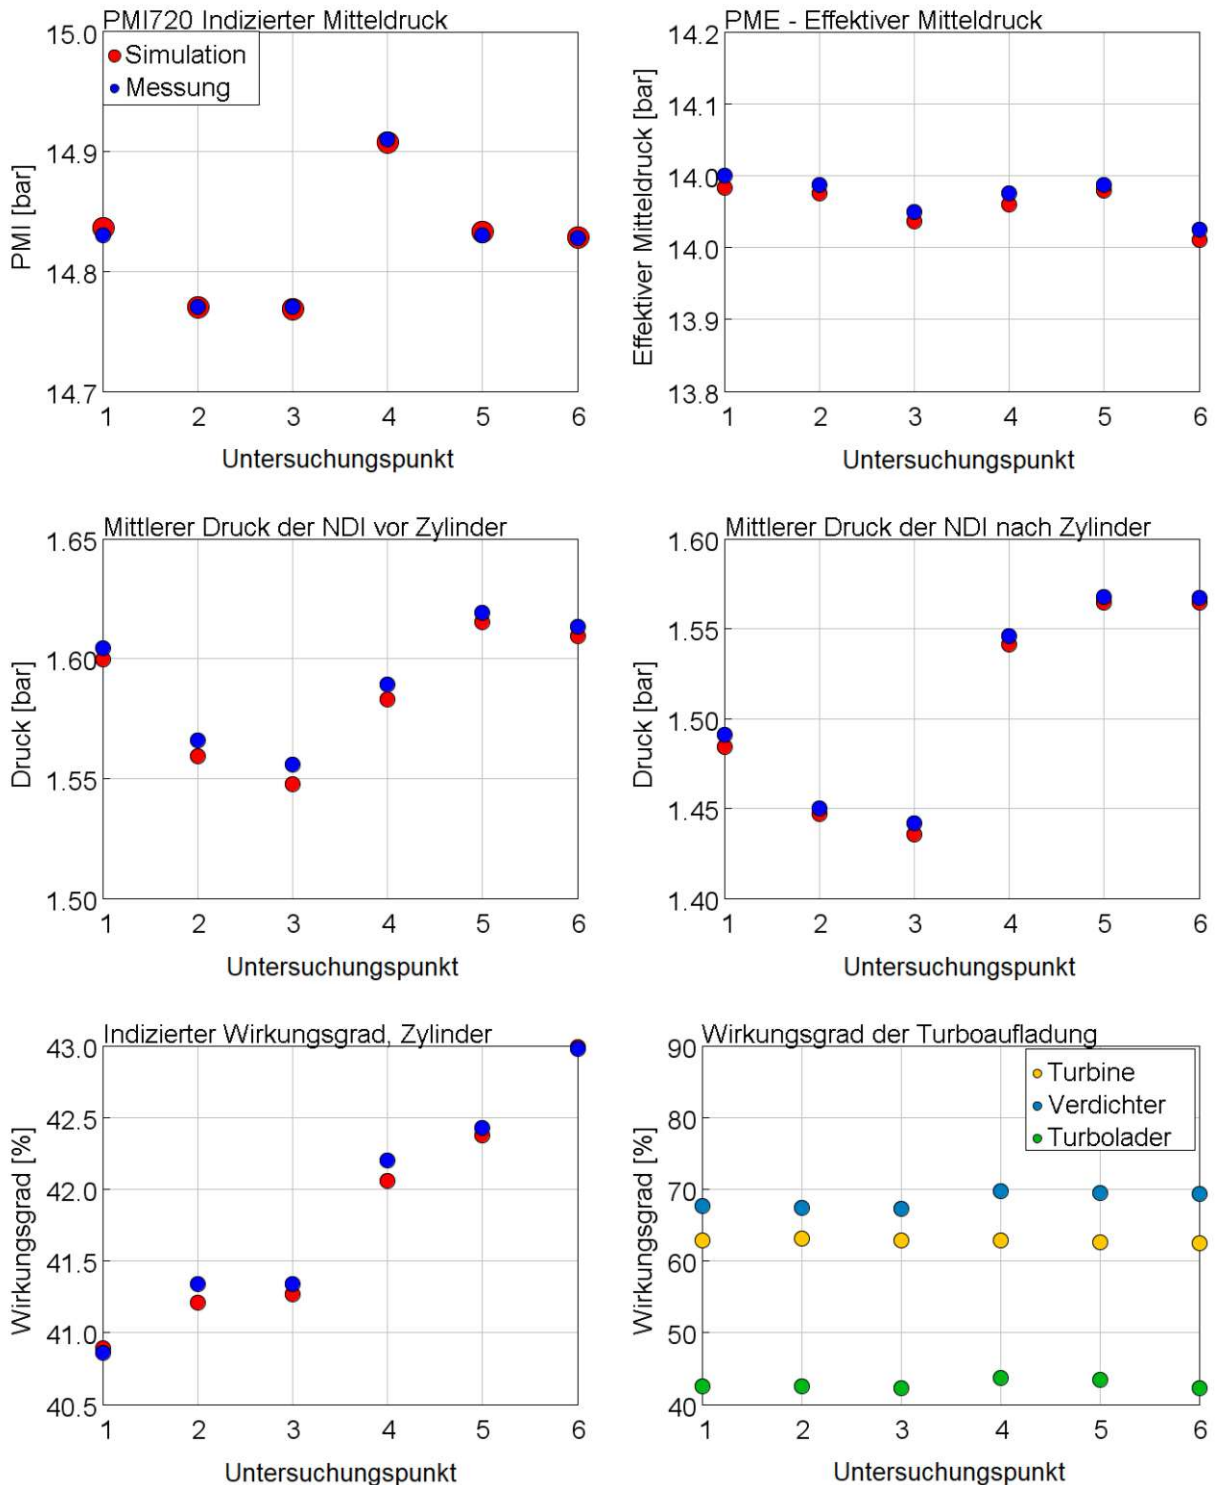 PMI720 Indizierter Mitteldruck
15.0
14.9
14.8
14.7
PMI [bar]
Simulation
Messung
1 2 3 4 5 6
Untersuchungspunkt
PME - Effektiver Mitteldruck
14.2
14.1
14.0
14.0
13.9
13.8
Effektiver Mitteldruck [bar]
1 2 3 4 5 6
Untersuchungspunkt
Mittlerer Druck der NDI vor Zylinder
1.65
1.60
1.55
1.50
Druck [bar]
1 2 3 4 5 6
Untersuchungspunkt
Mittlerer Druck der NDI nach Zylinder
1.60
1.55
1.50
1.45
1.40
Druck [bar]
1 2 3 4 5 6
Untersuchungspunkt
Indizierter Wirkungsgrad, Zylinder
43.0
42.5
42.0
41.5
41.0
40.5
Wirkungsgrad [%]
1 2 3 4 5 6
Untersuchungspunkt
Wirkungsgrad der Turboaufladung
90
80
70
60
50
40
Wirkungsgrad [%]
Turbine
Verdichter
Turbolader
1 2 3 4 5 6
Untersuchungspunkt